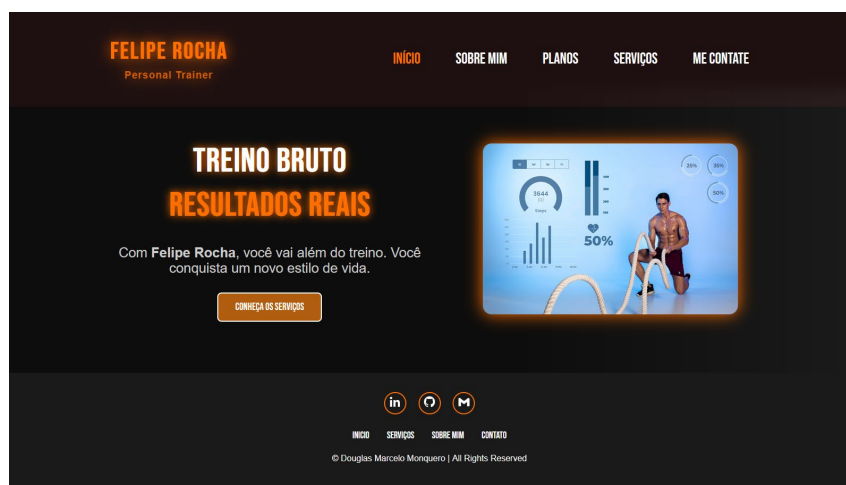 FELIPE ROCHA
Personal Trainer
INÍCIO SOBRE MIM PLANOS SERVIÇOS ME CONTATE
TREINO BRUTO
RESULTADOS REAIS
Com Felipe Rocha, você vai além do treino. Você
conquista um novo estilo de vida.
CONHEÇA OS SERVIÇOS
3644
Steps
50%
25%
50%
in
INICIO SERVIÇOS SOBRE MIM CONTATO
© Douglas Marcelo Monquero | All Rights Reserved